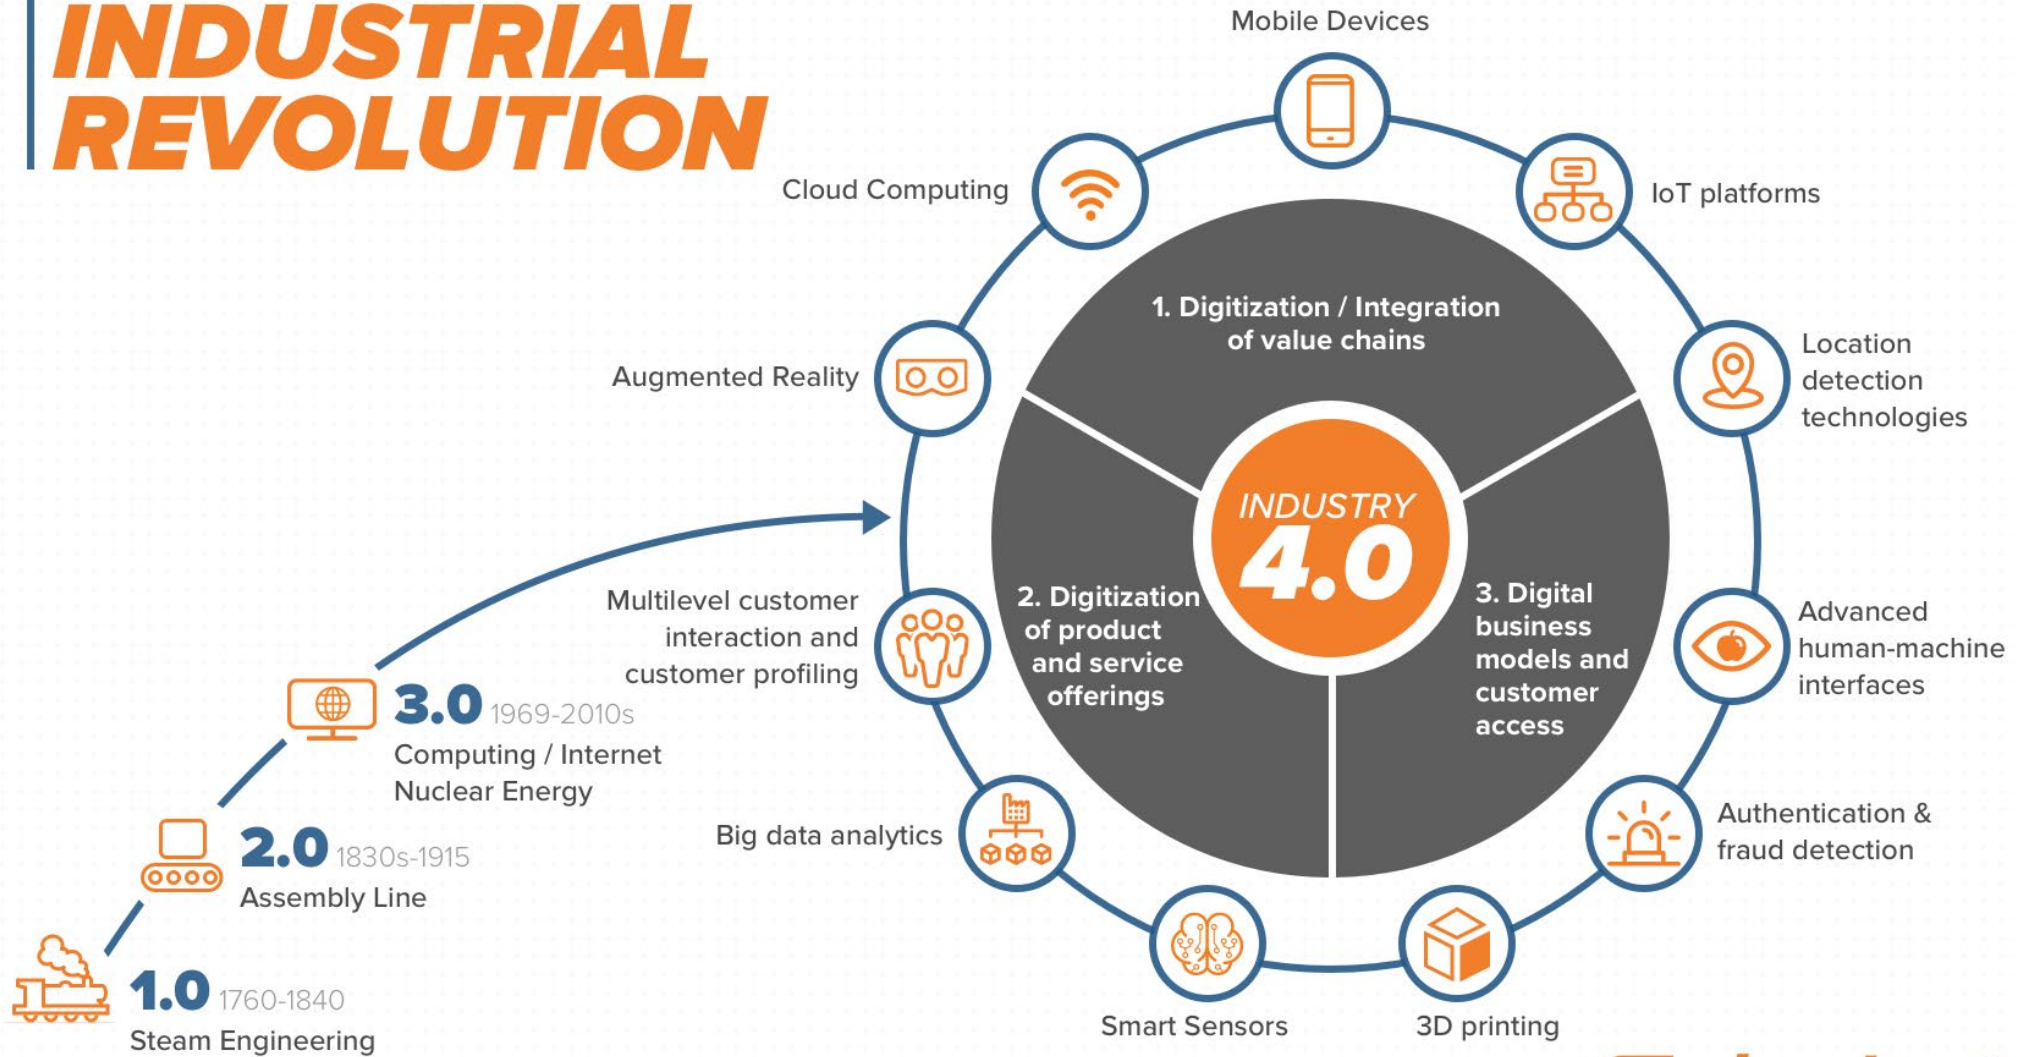 INDUSTRIAL
REVOLUTION
Mobile Devices
Cloud Computing
IoT platforms
Augmented Reality
Location
detection
technologies
1. Digitization / Integration
of value chains
INDUSTRY
4.0
2. Digitization
of product
and service
offerings
3. Digital
business
models and
customer
access
Multilevel customer
interaction and
customer profiling
Advanced
human-machine
interfaces
Big data analytics
Authentication &
fraud detection
Smart Sensors
3D printing
3.0 1969-2010s
Computing / Internet
Nuclear Energy
2.0 1830s-1915
Assembly Line
1.0 1760-1840
Steam Engineering